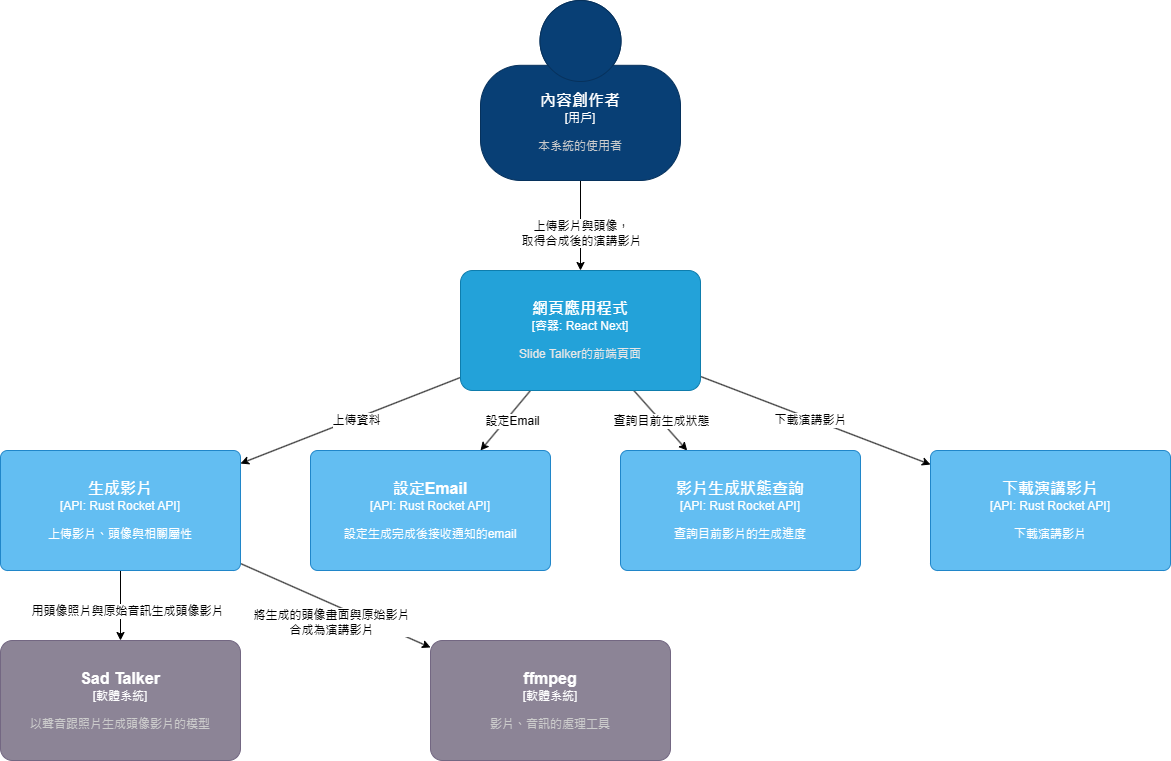 內容創作者
[用戶]
本系統的使用者
上傳影片與頭像，
取得合成後的演講影片
網頁應用程式
[容器: React Next]
Slide Talker的前端頁面
上傳資料
設定Email
查詢目前生成狀態
下載演講影片
生成影片
[API: Rust Rocket API]
上傳影片、頭像與相關屬性
設定Email
[API: Rust Rocket API]
設定生成完成後接收通知的email
影片生成狀態查詢
[API: Rust Rocket API]
查詢目前影片的生成進度
下載演講影片
[API: Rust Rocket API]
下載演講影片
用頭像照片與原始音訊生成頭像影片
將生成的頭像畫面與原始影片
合成為演講影片
Sad Talker
[軟體系統]
以聲音跟照片生成頭像影片的模型
ffmpeg
[軟體系統]
影片、音訊的處理工具